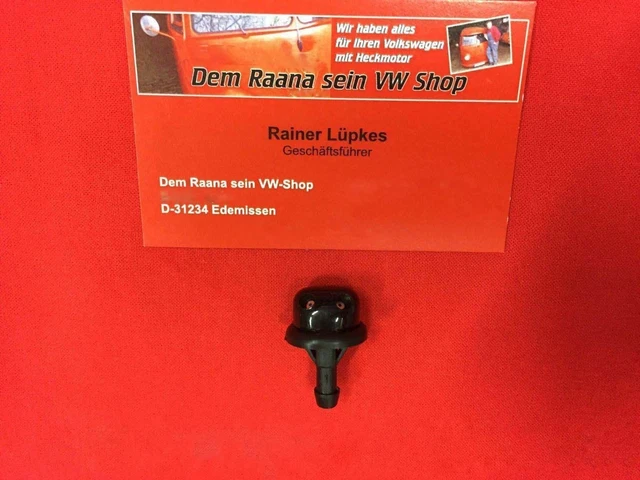 Wir haben alles
für Ihren Volkswagen
mit Heckmotor
Dem Raana sein VW Shop
Rainer Lüpkes
Geschäftsführer
Dem Raana sein VW-Shop
D-31234 Edemissen